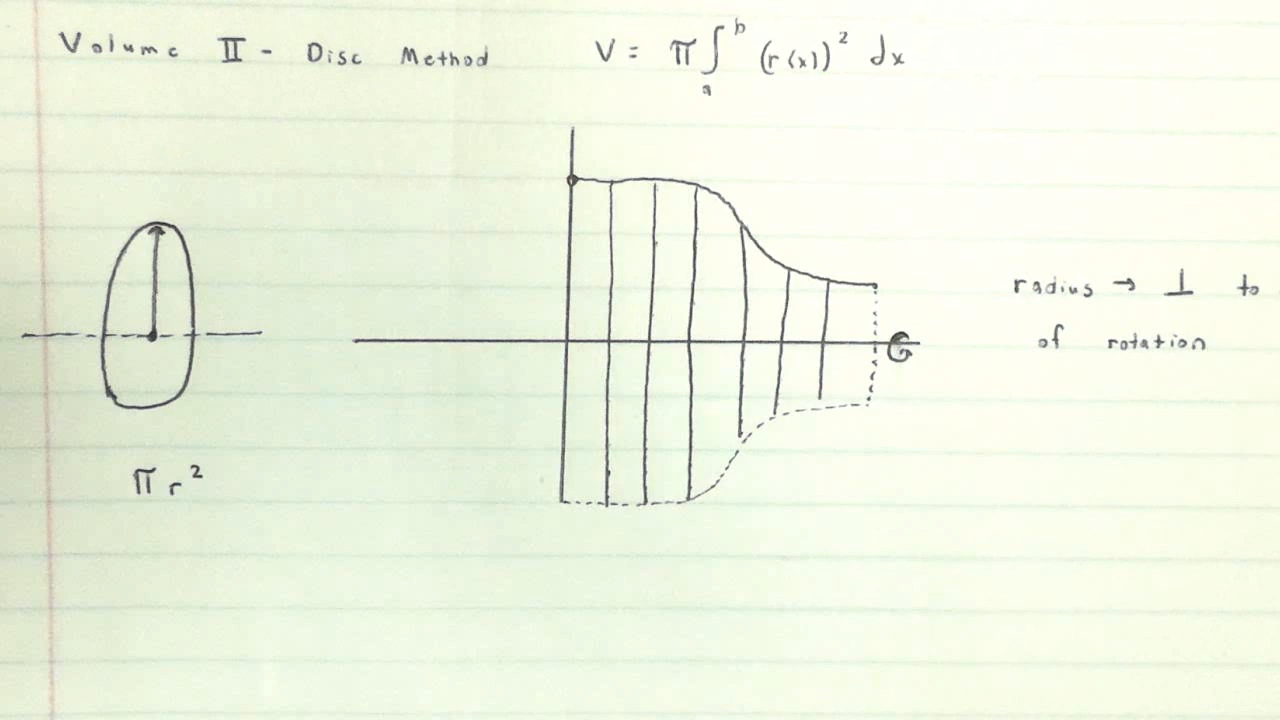 Volume II - Disc Method
V = π∫ₐᵇ (r(x))² dx
radius → ⊥ to
of rotation
πr²